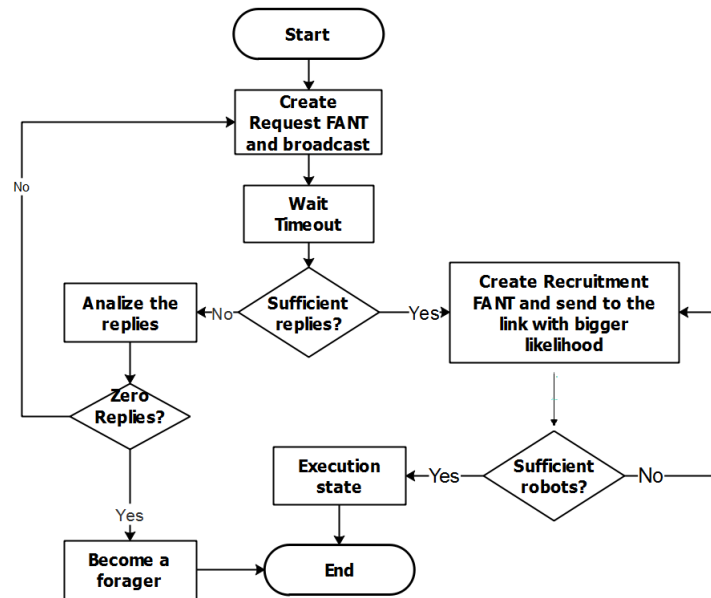 Start
Create
Request FANT
and broadcast
No
Wait
Timeout
Analize the
replies
No
Sufficient
replies?
Yes
Create Recruitment
FANT and send to the
link with bigger
likelihood
Zero
Replies?
Execution
state
Yes
Sufficient
robots?
No
Yes
Become a
forager
End